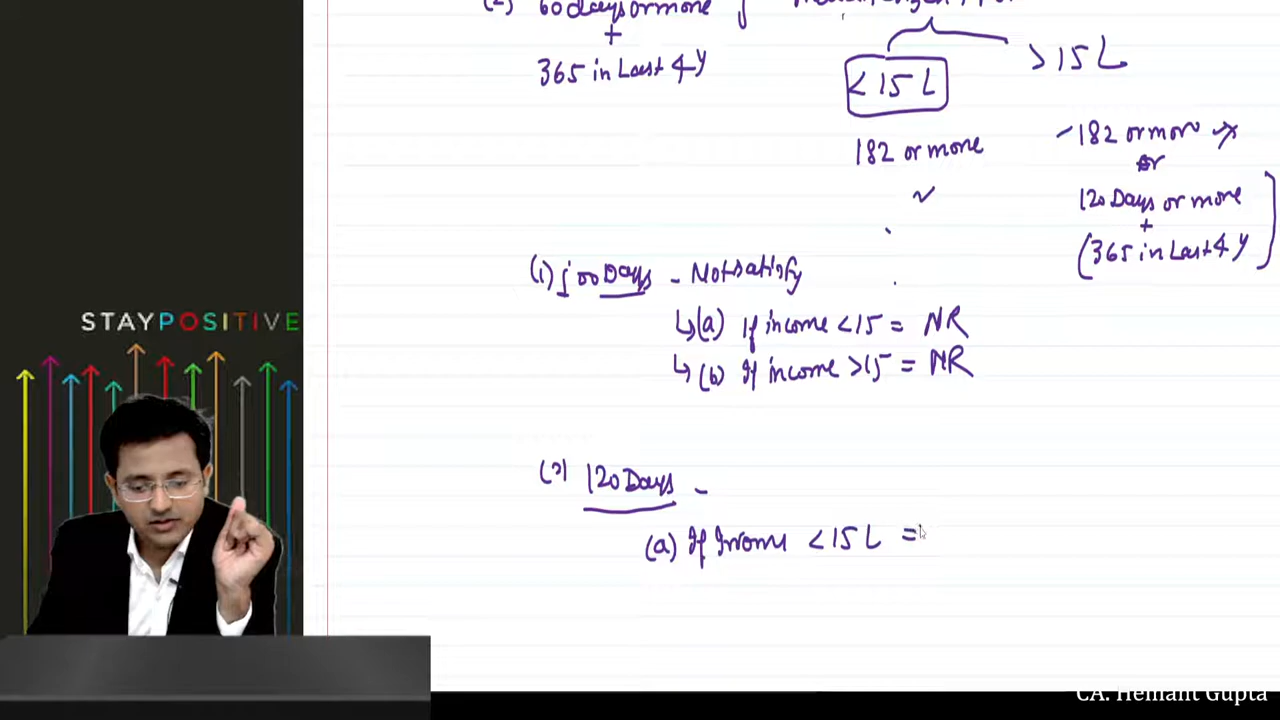 (2) 60 days or more
+
365 in Last 4 y
< 15 L
> 15 L
182 or more
182 or more
or
120 Days or more
+
(365 in Last 4 y
(1) 100 Days - Not satisfy
↳(a) If income < 15 = NR
↳(b) If income > 15 = NR
(2) 120 Days -
(a) If Income < 15 L =
STAYPOSITIVE
CA. Hemant Gupta